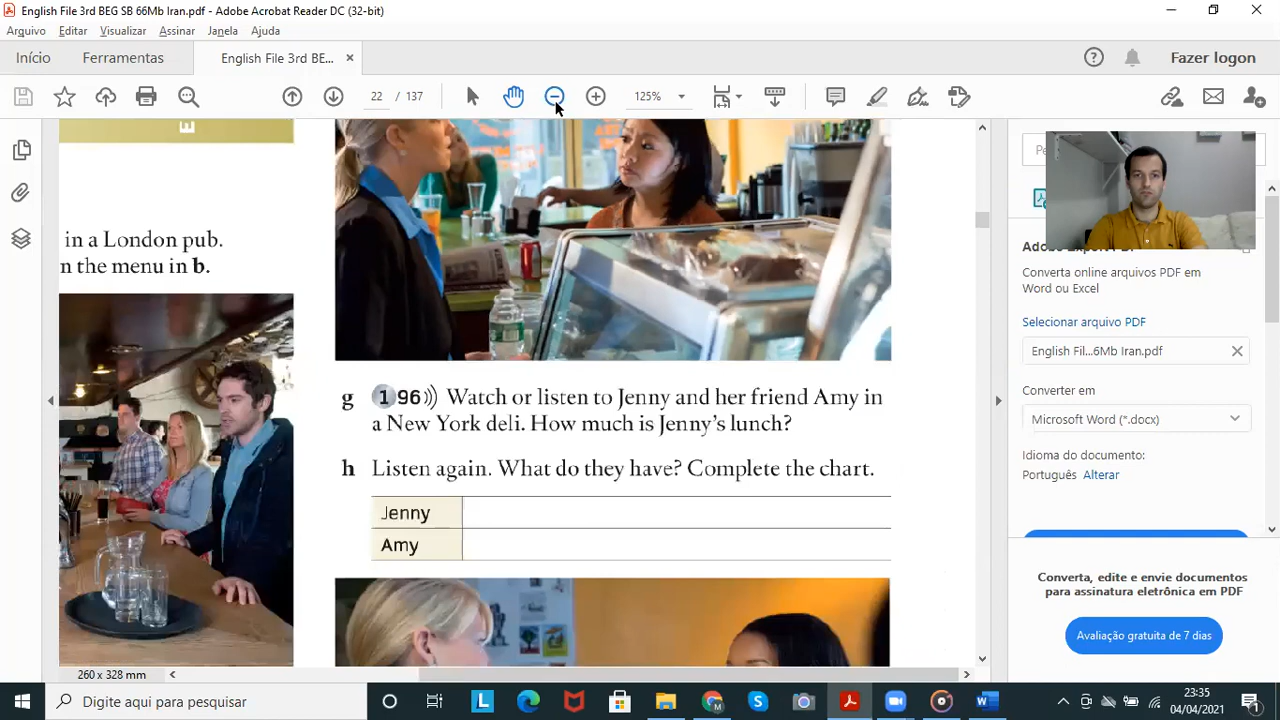 English File 3rd BEG SB 66Mb Iran.pdf - Adobe Acrobat Reader DC (32-bit)
Arquivo Editar Visualizar Assinar Janela Ajuda
Início Ferramentas English File 3rd BE... × Fazer logon
22 / 137 125%
E
in a London pub.
n the menu in b.
g 1 96 Watch or listen to Jenny and her friend Amy in
a New York deli. How much is Jenny's lunch?
h Listen again. What do they have? Complete the chart.
Jenny
Amy
Converta online arquivos PDF em
Word ou Excel
Selecionar arquivo PDF
English Fil...6Mb Iran.pdf
Converter em
Microsoft Word (*.docx)
Idioma do documento:
Português Alterar
Converta, edite e envie documentos
para assinatura eletrônica em PDF
Avaliação gratuita de 7 dias
260 x 328 mm
Digite aqui para pesquisar
23:35
04/04/2021